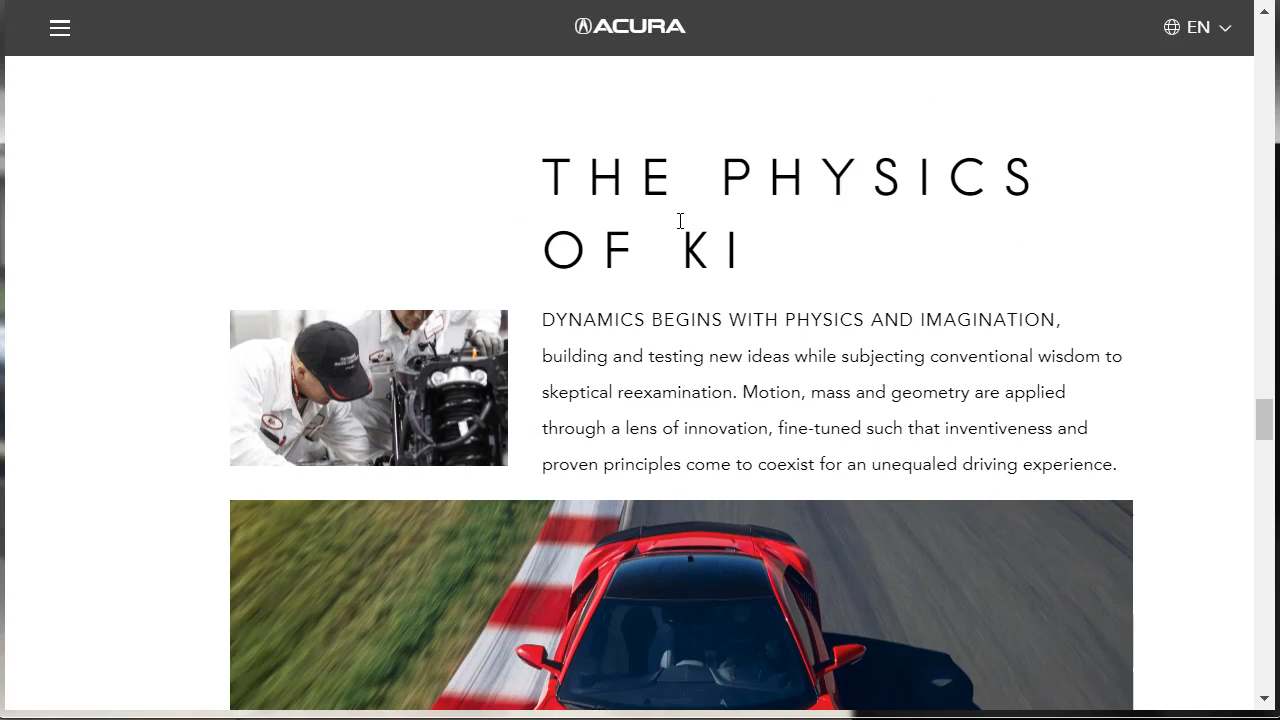 ACURA
EN
THE PHYSICS
OF KI
DYNAMICS BEGINS WITH PHYSICS AND IMAGINATION,
building and testing new ideas while subjecting conventional wisdom to
skeptical reexamination. Motion, mass and geometry are applied
through a lens of innovation, fine-tuned such that inventiveness and
proven principles come to coexist for an unequaled driving experience.